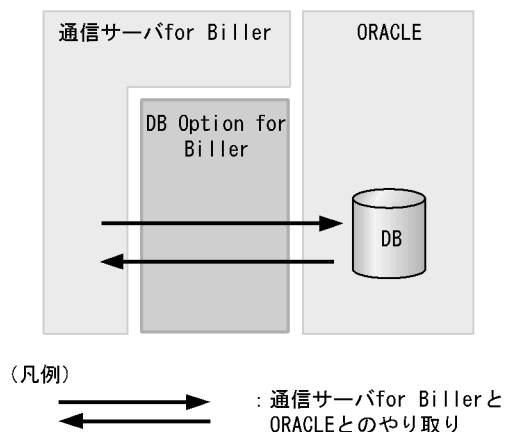 通信サーバfor Biller
ORACLE
DB Option for
Biller
DB
(凡例)
：通信サーバfor Billerと
ORACLEとのやり取り